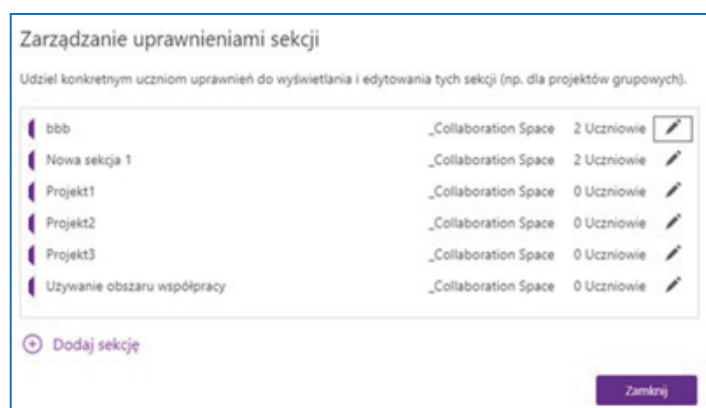 Zarządzanie uprawnieniami sekcji
Udziel konkretnym uczniom uprawnień do wyświetlania i edytowania tych sekcji (np. dla projektów grupowych).
bbb _Collaboration Space 2 Uczniowie
Nowa sekcja 1 _Collaboration Space 2 Uczniowie
Projekt1 _Collaboration Space 0 Uczniowie
Projekt2 _Collaboration Space 0 Uczniowie
Projekt3 _Collaboration Space 0 Uczniowie
Używanie obszaru współpracy _Collaboration Space 0 Uczniowie
Dodaj sekcję
Zamknij